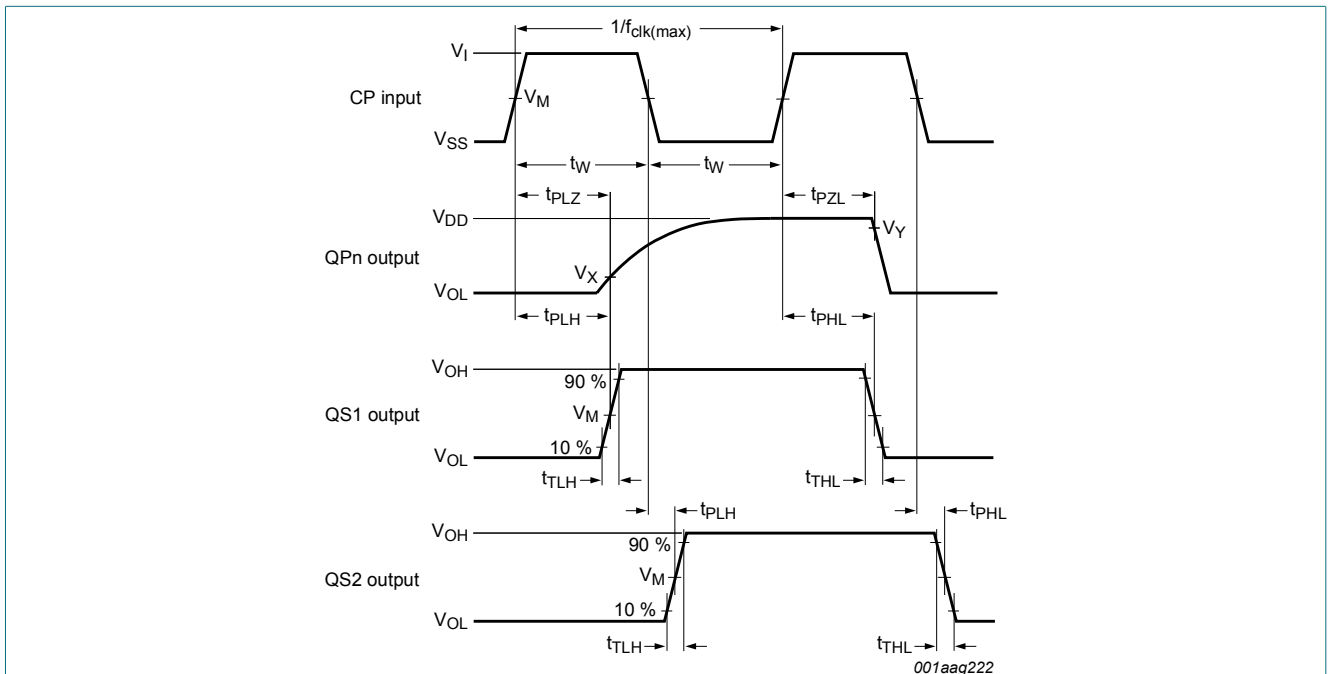 1/fclk(max)
VI
CP input
VM
VSS
tW tW
tPLZ tPZL
VDD
VY
QPn output
VX
VOL
tPLH tPHL
VOH
90 %
QS1 output
VM
10 %
VOL
tTLH tTHL
tPLH tPHL
VOH
90 %
QS2 output
VM
10 %
VOL
tTLH tTHL
001aag222